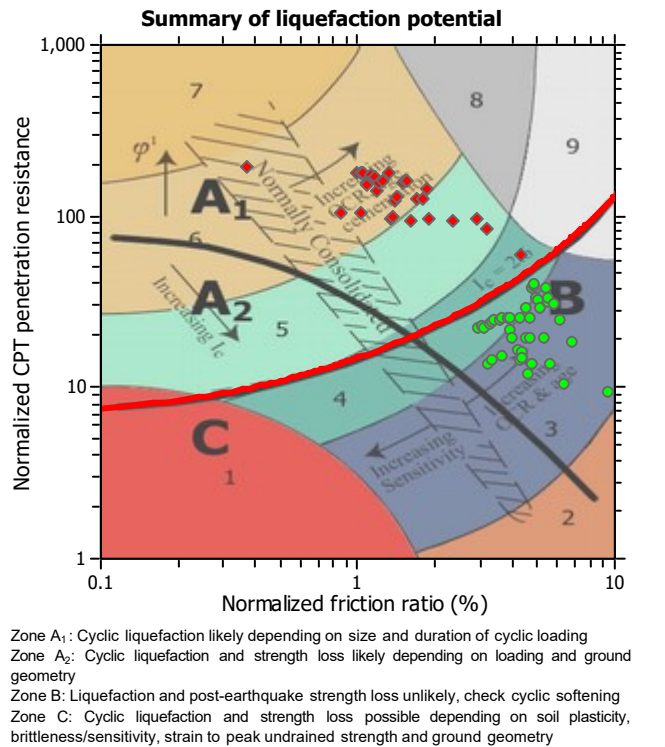 Summary of liquefaction potential
Normalized CPT penetration resistance
1,000
100
10
1
7
8
9
φ'
A1
Increasing
OCR & age
cementation
Normally Consolidated
6
A2
Increasing Ic
5
Ic = 2.6
B
4
Increasing
OCR & age
3
C
1
Increasing
Sensitivity
2
0.1
1
10
Normalized friction ratio (%)
Zone A1: Cyclic liquefaction likely depending on size and duration of cyclic loading
Zone A2: Cyclic liquefaction and strength loss likely depending on loading and ground
geometry
Zone B: Liquefaction and post-earthquake strength loss unlikely, check cyclic softening
Zone C: Cyclic liquefaction and strength loss possible depending on soil plasticity,
brittleness/sensitivity, strain to peak undrained strength and ground geometry